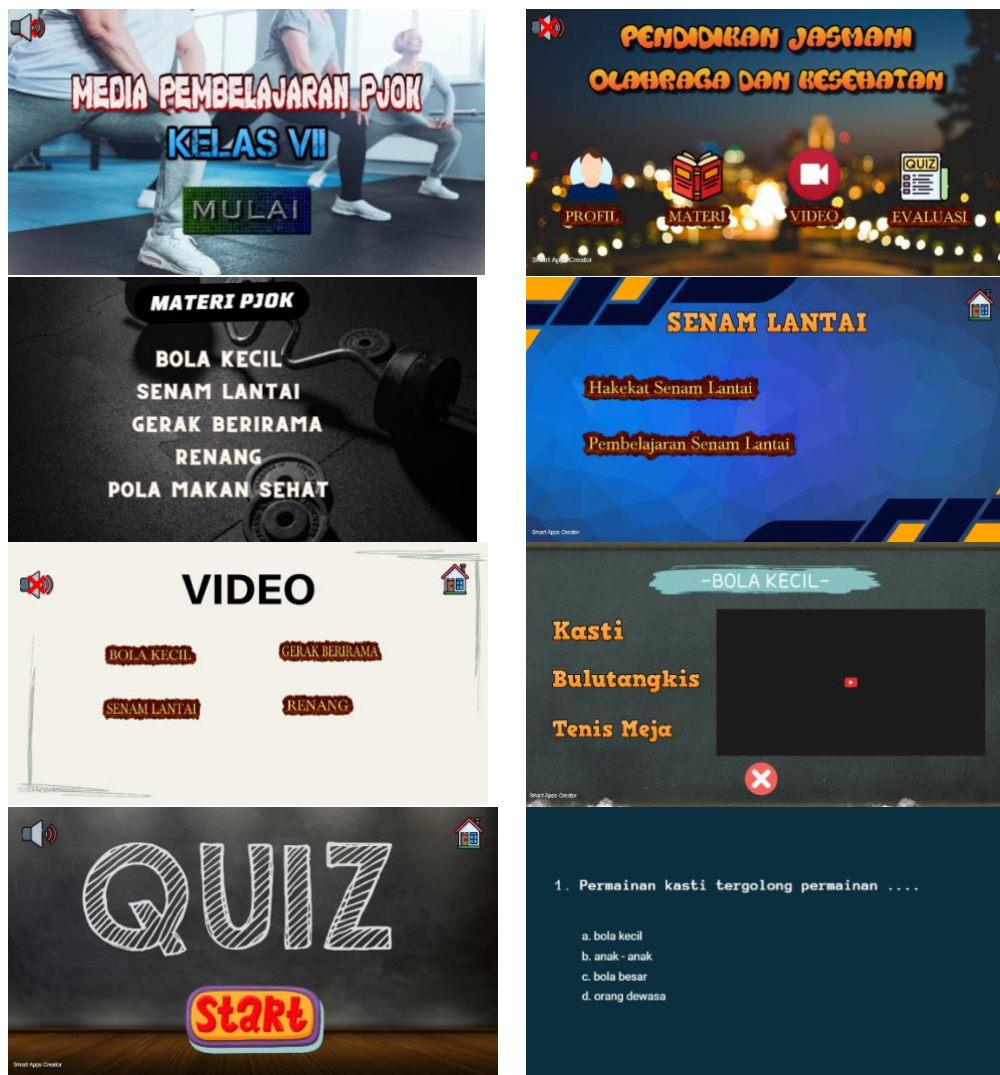 MEDIA PEMBELAJARAN PJOK
KELAS VII
MULAI
PENDIDIKAN JASMANI
OLAHRAGA DAN KESEHATAN
QUIZ
PROFIL
MATERI
VIDEO
EVALUASI
Smart Apps Creator
MATERI PJOK
BOLA KECIL
SENAM LANTAI
GERAK BERIRAMA
RENANG
POLA MAKAN SEHAT
SENAM LANTAI
Hakekat Senam Lantai
Pembelajaran Senam Lantai
Smart Apps Creator
VIDEO
BOLA KECIL
GERAK BERIRAMA
SENAM LANTAI
RENANG
Smart Apps Creator
-BOLA KECIL-
Kasti
Bulutangkis
Tenis Meja
Smart Apps Creator
QUIZ
Start
Smart Apps Creator
1. Permainan kasti tergolong permainan ....
a. bola kecil
b. anak - anak
c. bola besar
d. orang dewasa